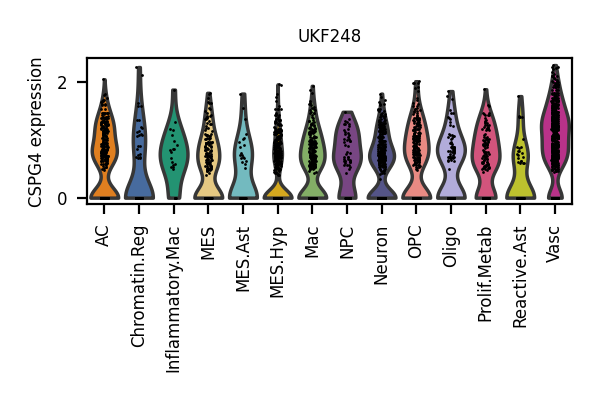 UKF248
CSPG4 expression
2
0
AC
Chromatin.Reg
Inflammatory.Mac
MES
MES.Ast
MES.Hyp
Mac
NPC
Neuron
OPC
Oligo
Prolif.Metab
Reactive.Ast
Vasc